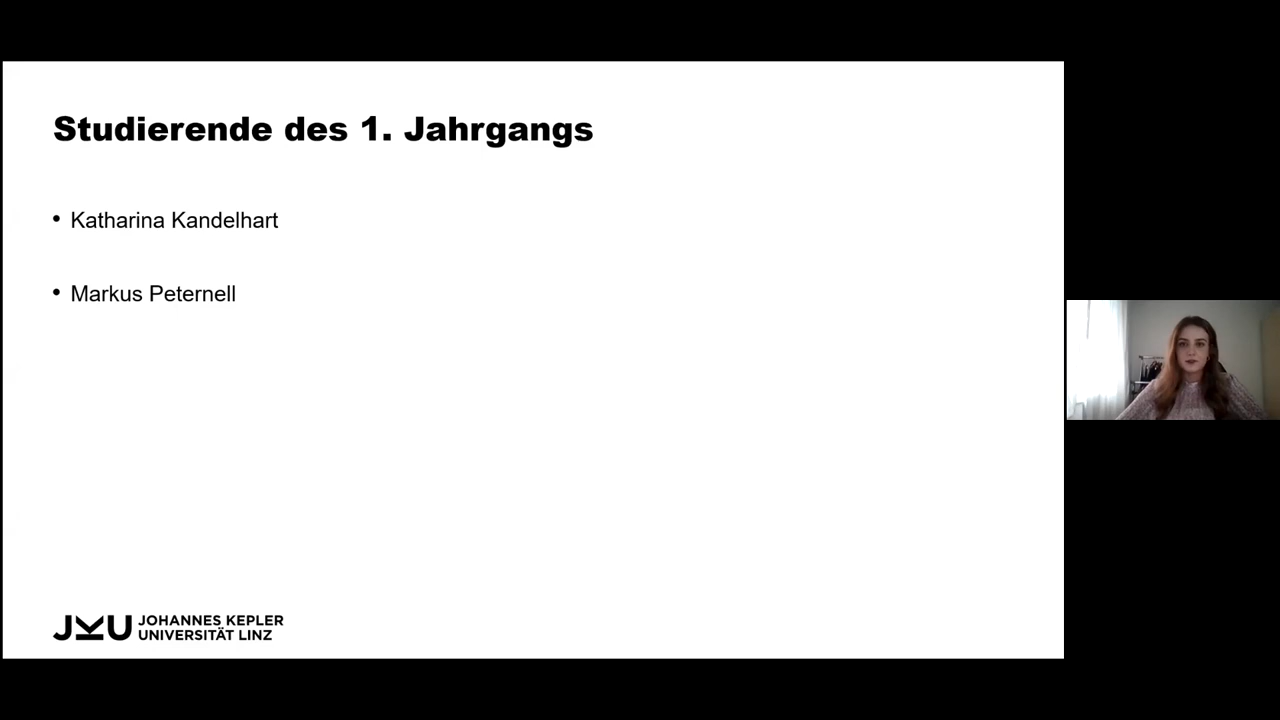 Studierende des 1. Jahrgangs
• Katharina Kandelhart
• Markus Peternell
JKU JOHANNES KEPLER
UNIVERSITÄT LINZ